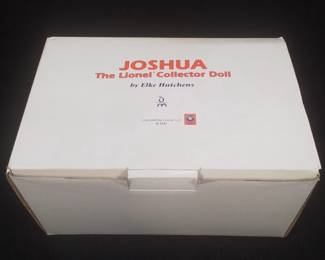 JOSHUA
The Lionel® Collector Doll
by Elke Hutchens